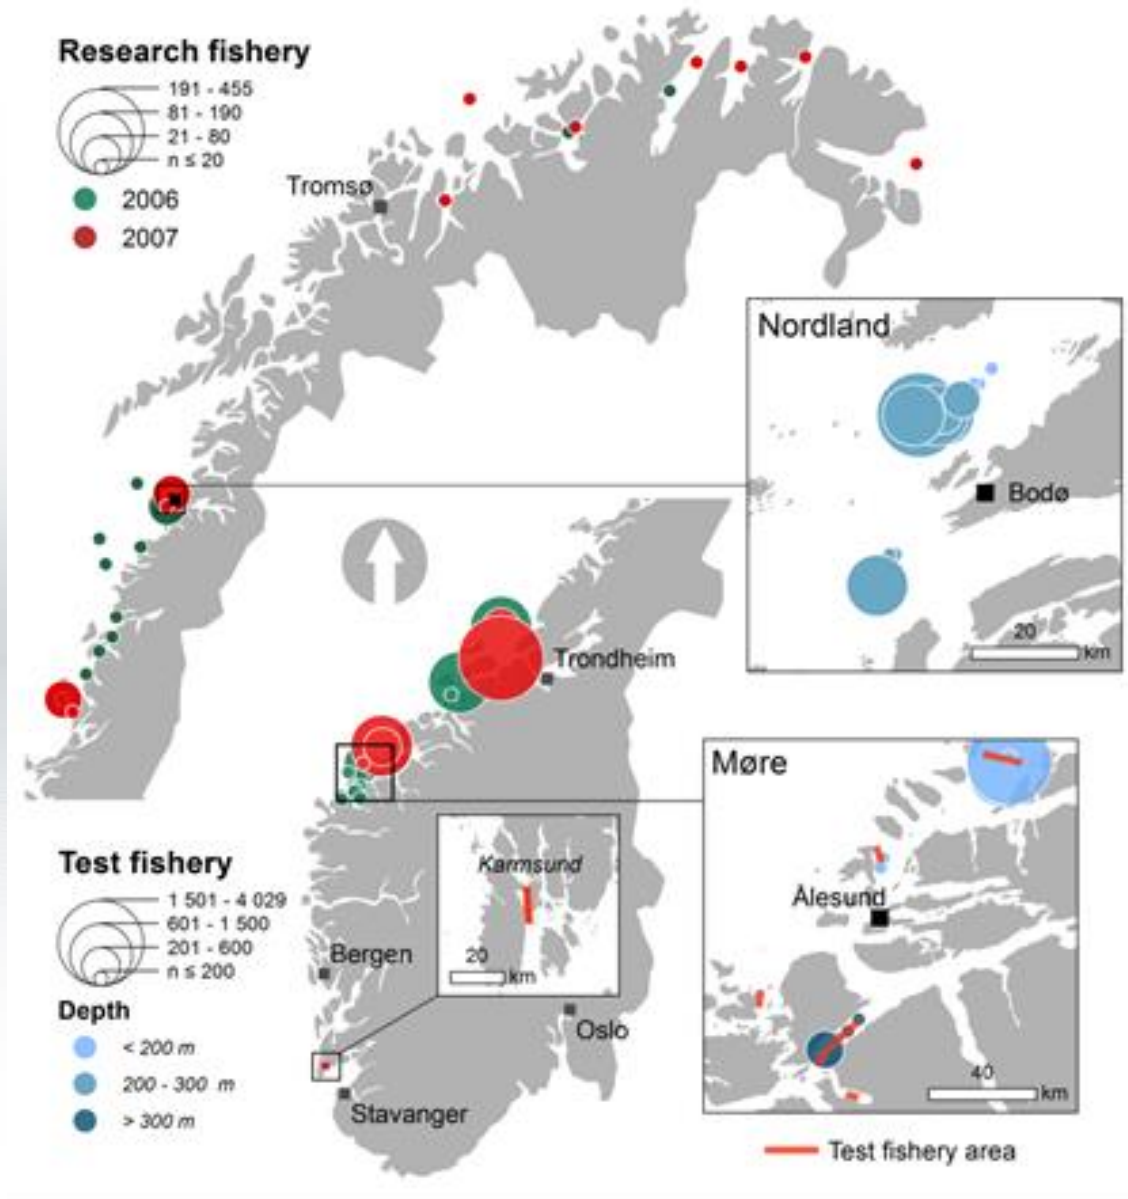 Research fishery
191 - 455
81 - 190
21 - 80
n ≤ 20
2006
2007
Tromsø
Nordland
Bodø
20
km
Trondheim
Møre
Ålesund
40
km
Karmsund
20
km
Test fishery
1 501 - 4 029
601 - 1 500
201 - 600
n ≤ 200
Depth
< 200 m
200 - 300 m
> 300 m
Bergen
Oslo
Stavanger
Test fishery area